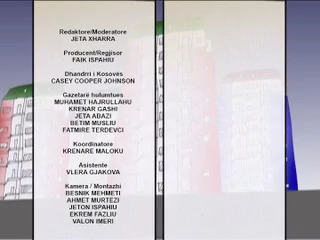 Redaktore/Moderatore
JETA XHARRA
Producent/Regjisor
FAIK ISPAHIU
Dhandrri i Kosovës
CASEY COOPER JOHNSON
Gazetarë hulumtues
MUHAMET HAJRULLAHU
KRENAR GASHI
JETA ABAZI
BETIM MUSLIU
FATMIRE TERDEVCI
Koordinatore
KRENARE MALOKU
Asistente
VLERA GJAKOVA
Kamera / Montazhi
BESNIK MEHMETI
AHMET MURTEZI
JETON ISPAHIU
EKREM FAZLIU
VALON IMERI